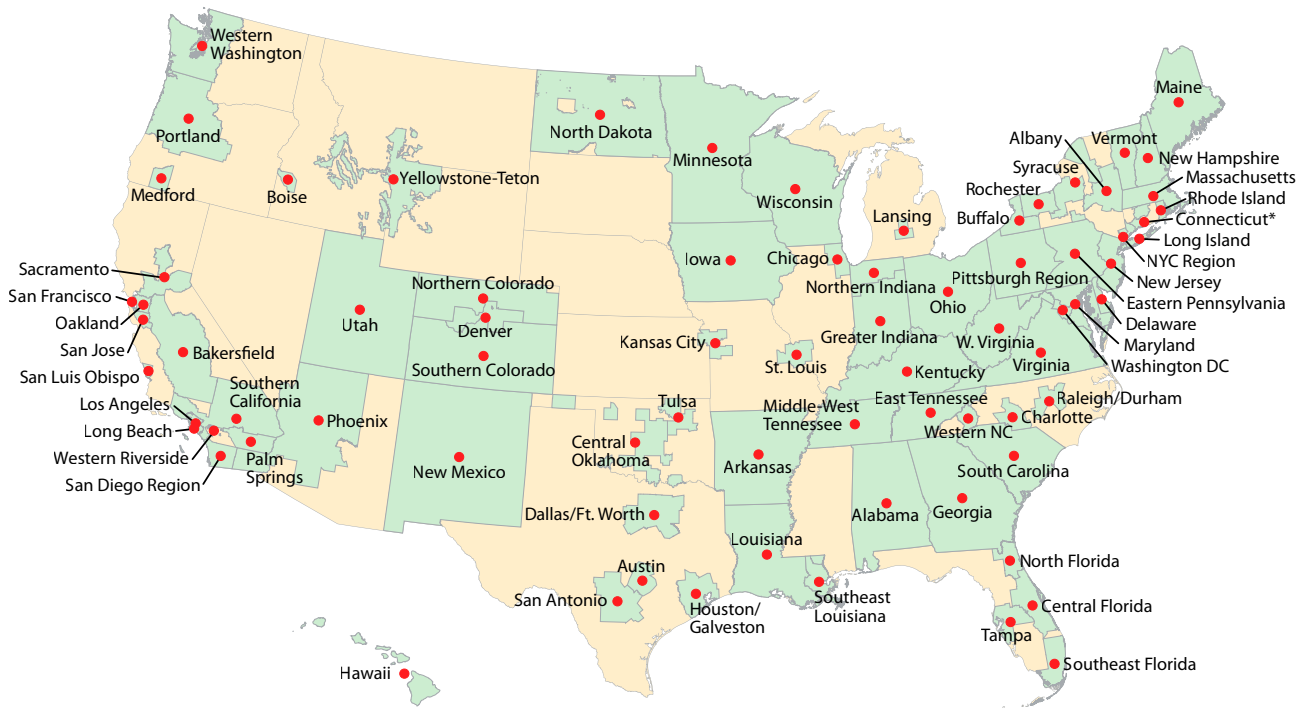 Western
Washington
Portland
Medford
Boise
Yellowstone-Teton
North Dakota
Minnesota
Wisconsin
Lansing
Iowa
Chicago
Northern Indiana
Greater Indiana
Ohio
Pittsburgh Region
Maine
Albany
Vermont
New Hampshire
Massachusetts
Syracuse
Rhode Island
Rochester
Connecticut*
Buffalo
Long Island
NYC Region
New Jersey
Eastern Pennsylvania
Delaware
Maryland
Washington DC
W. Virginia
Virginia
Sacramento
San Francisco
Oakland
San Jose
San Luis Obispo
Bakersfield
Southern
California
Los Angeles
Long Beach
Western Riverside
San Diego Region
Palm
Springs
Phoenix
Utah
Northern Colorado
Denver
Southern Colorado
New Mexico
Kansas City
St. Louis
Tulsa
Central
Oklahoma
Arkansas
Kentucky
Middle-West
Tennessee
East Tennessee
Western NC
Raleigh/Durham
Charlotte
South Carolina
Georgia
Alabama
Dallas/Ft. Worth
Austin
San Antonio
Houston/
Galveston
Louisiana
Southeast
Louisiana
North Florida
Central Florida
Tampa
Southeast Florida
Hawaii